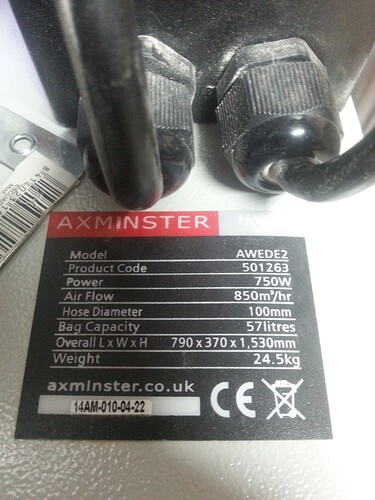 AXMINSTER
Model AWEDE2
Product Code 501263
Power 750W
Air Flow 850m³/hr
Hose Diameter 100mm
Bag Capacity 57litres
Overall L x W x H 790 x 370 x 1,530mm
Weight 24.5kg
axminster.co.uk CE
14AM-010-04-22